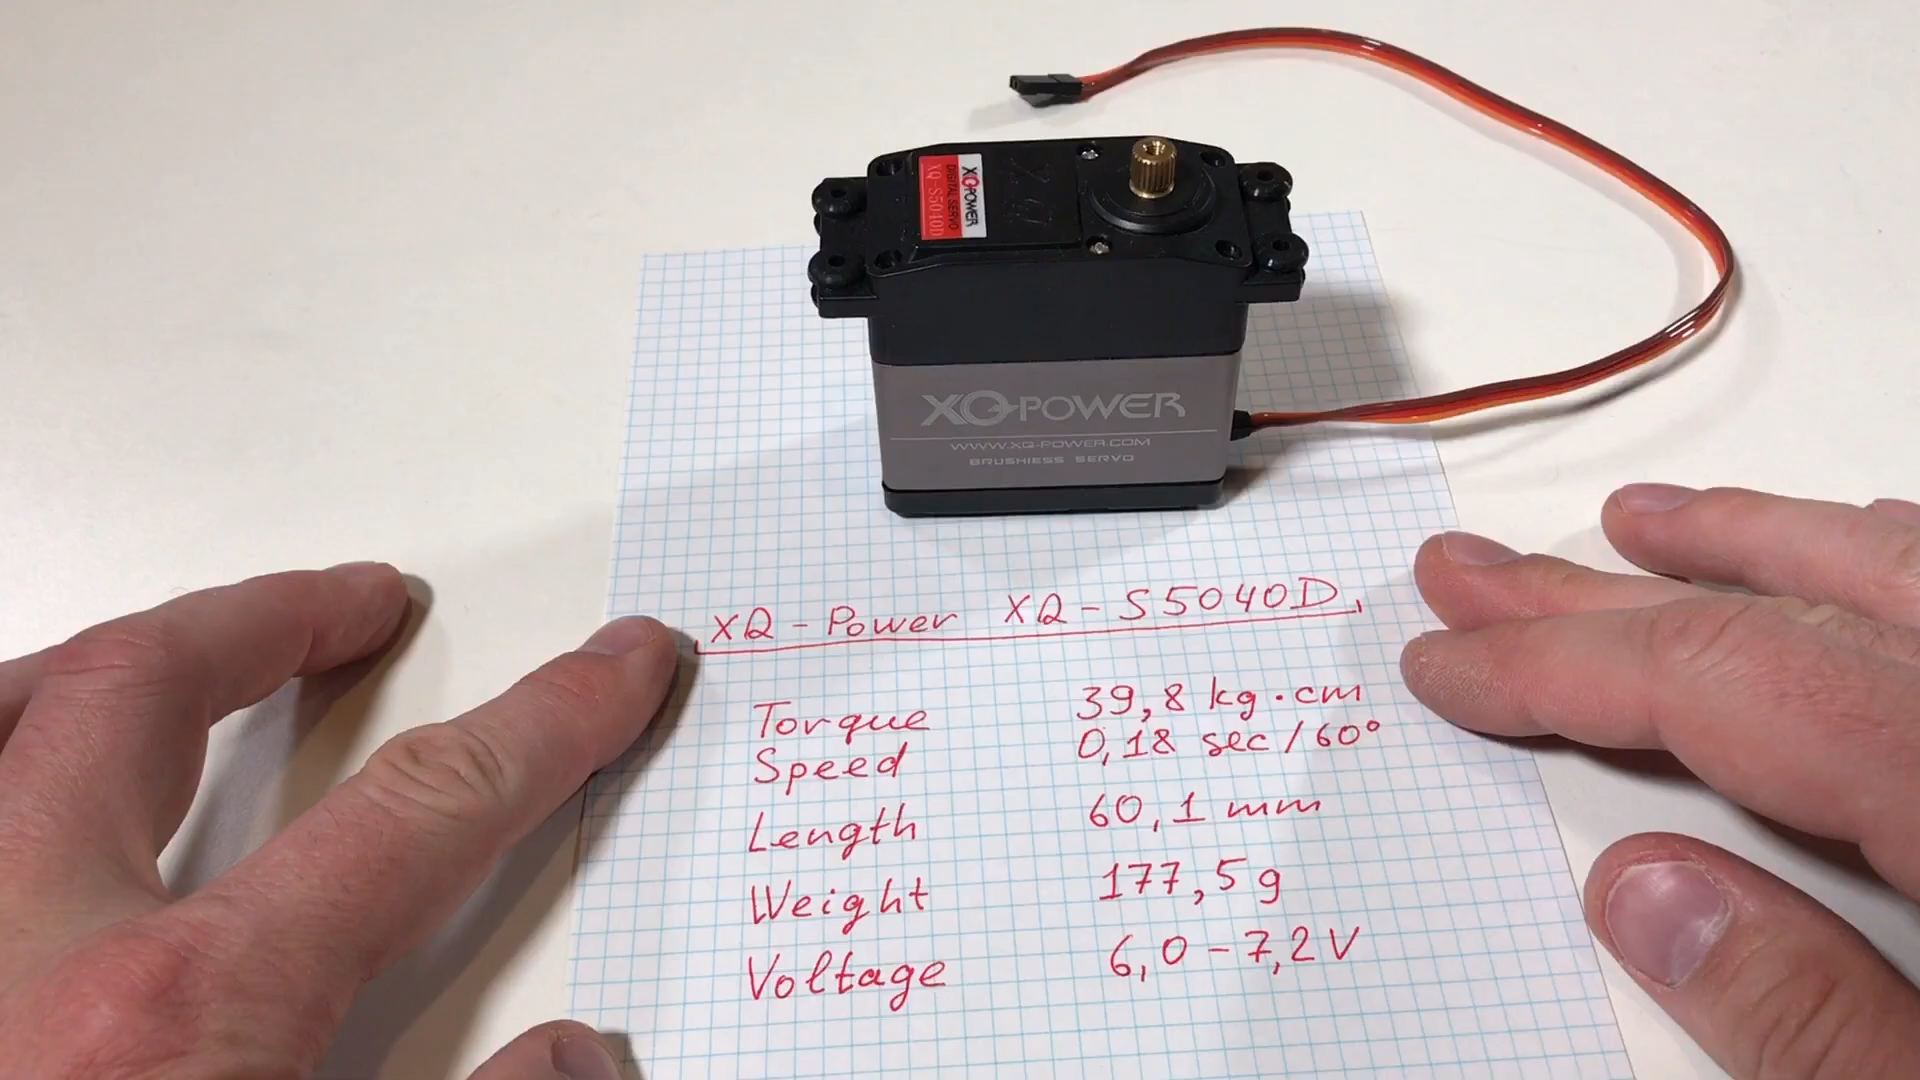 XQPOWER
DIGITAL SERVO
XQ-S5040D
XQ
XQ-POWER
WWW.XQ-POWER.COM
BRUSHIESS SERVO
XQ-Power XQ-S5040D
Torque 39,8 kg·cm
Speed 0,18 sec/60°
Length 60,1 mm
Weight 177,5 g
Voltage 6,0-7,2V